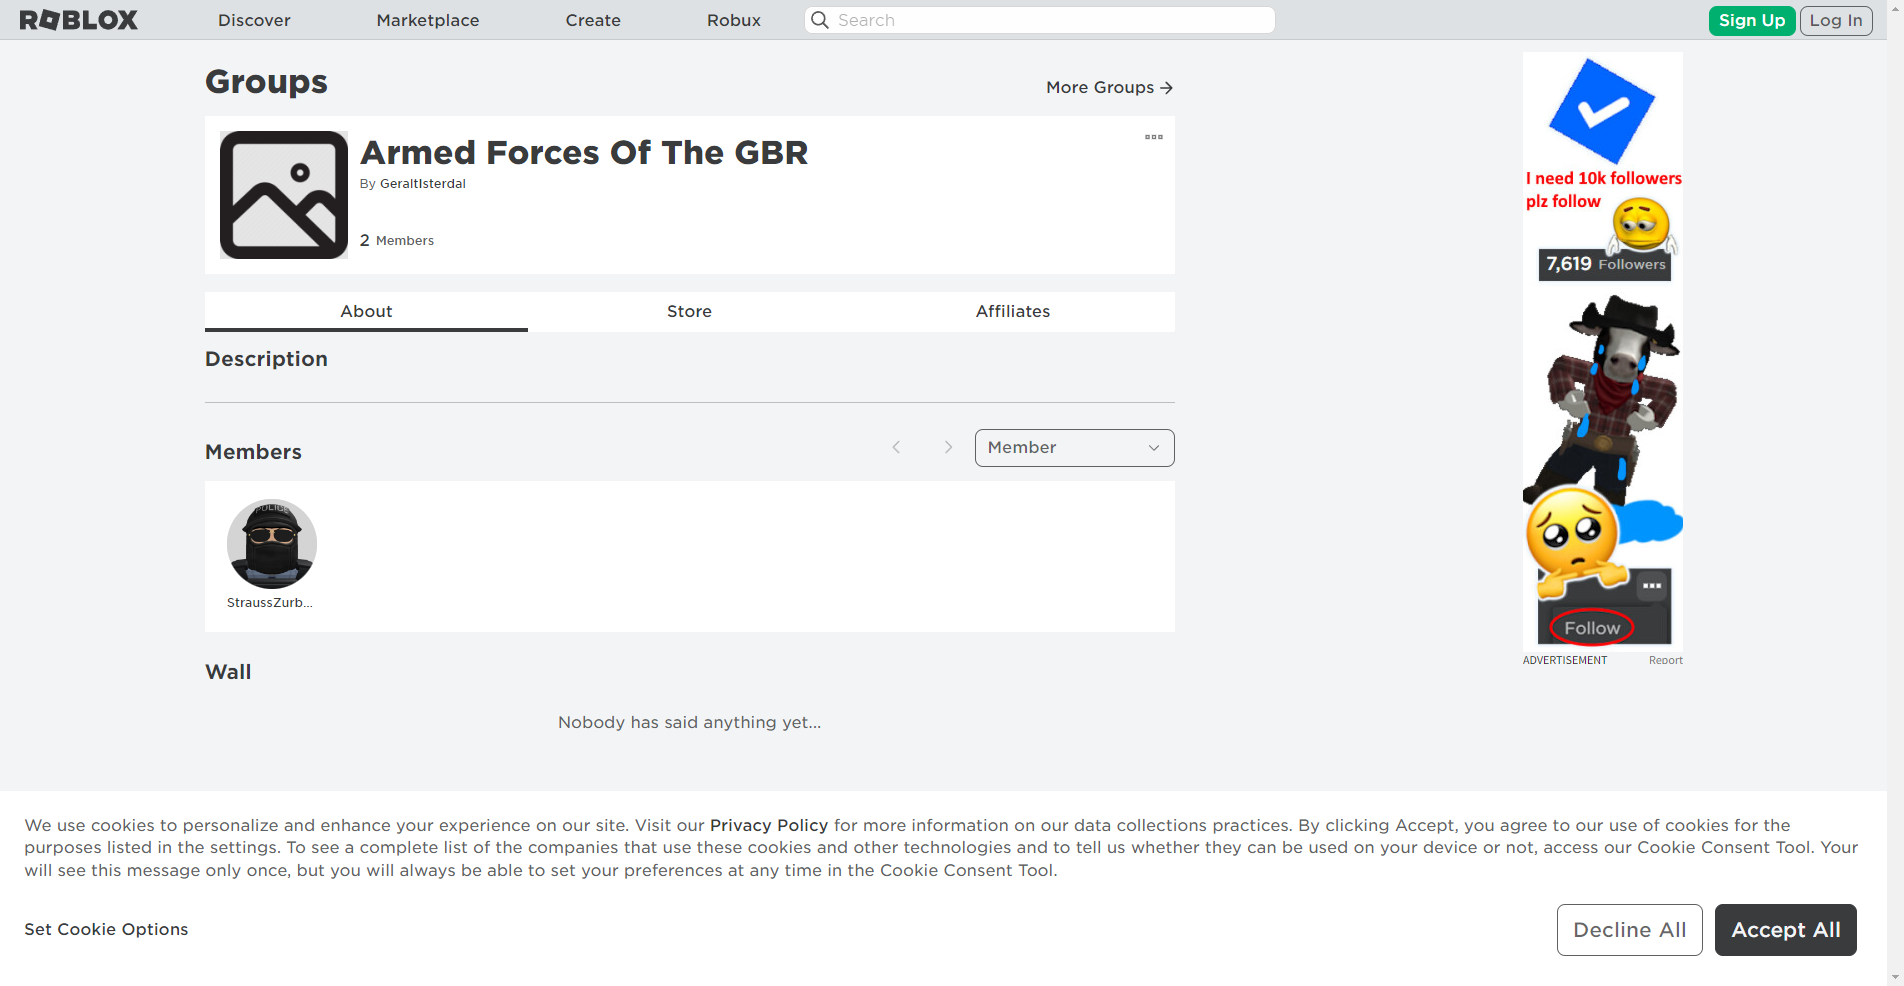 ROBLOX
Discover
Marketplace
Create
Robux
Search
Sign Up
Log In
Groups
More Groups
Armed Forces Of The GBR
By GeraltIsterdal
2 Members
About
Store
Affiliates
Description
Members
Member
POLICE
StraussZurb...
Wall
Nobody has said anything yet...
I need 10k followers
plz follow
7,619 Followers
Follow
ADVERTISEMENT
Report
We use cookies to personalize and enhance your experience on our site. Visit our Privacy Policy for more information on our data collections practices. By clicking Accept, you agree to our use of cookies for the
purposes listed in the settings. To see a complete list of the companies that use these cookies and other technologies and to tell us whether they can be used on your device or not, access our Cookie Consent Tool. Your
will see this message only once, but you will always be able to set your preferences at any time in the Cookie Consent Tool.
Set Cookie Options
Decline All
Accept All